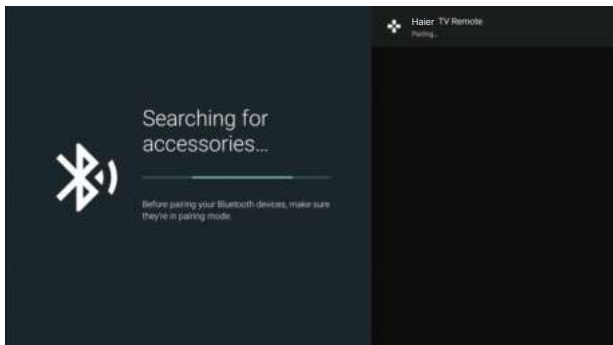 Searching for
accessories...
Before pairing your Bluetooth devices, make sure
they're in pairing mode.
Haier TV Remote
Pairing...